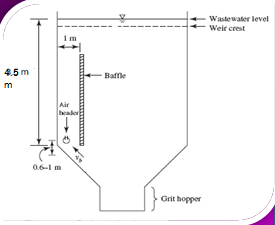 Wastewater level
Weir crest
1 m
4.5 m
m
Baffle
Air
header
0.6–1 m
Grit hopper